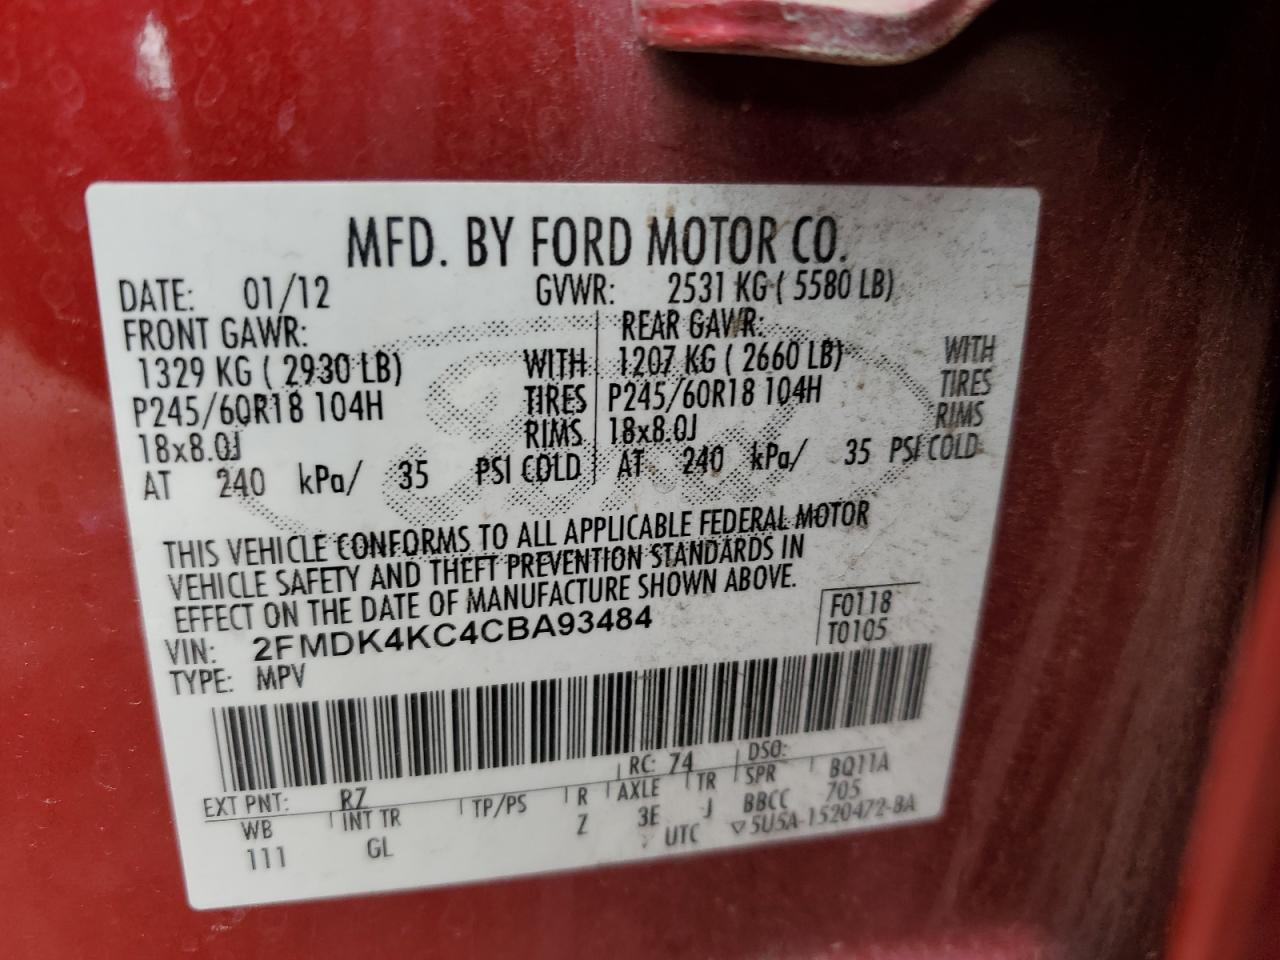 MFD. BY FORD MOTOR CO.
DATE: 01/12 GVWR: 2531 KG ( 5580 LB)
FRONT GAWR: REAR GAWR:
1329 KG ( 2930 LB) WITH 1207 KG ( 2660 LB) WITH
P245/60R18 104H TIRES P245/60R18 104H TIRES
18x8.0J RIMS 18x8.0J RIMS
AT 240 kPa/ 35 PSI COLD AT 240 kPa/ 35 PSI COLD
THIS VEHICLE CONFORMS TO ALL APPLICABLE FEDERAL MOTOR
VEHICLE SAFETY AND THEFT PREVENTION STANDARDS IN
EFFECT ON THE DATE OF MANUFACTURE SHOWN ABOVE.
VIN: 2FMDK4KC4CBA93484 F0118
TYPE: MPV T0105
EXT PNT: RZ RC: 74 DSO:
WB INT TR TP/PS R AXLE TR SPR BQ11A
111 GL Z 3E J BBCC 705
UTC ▽5U5A-1520472-BA